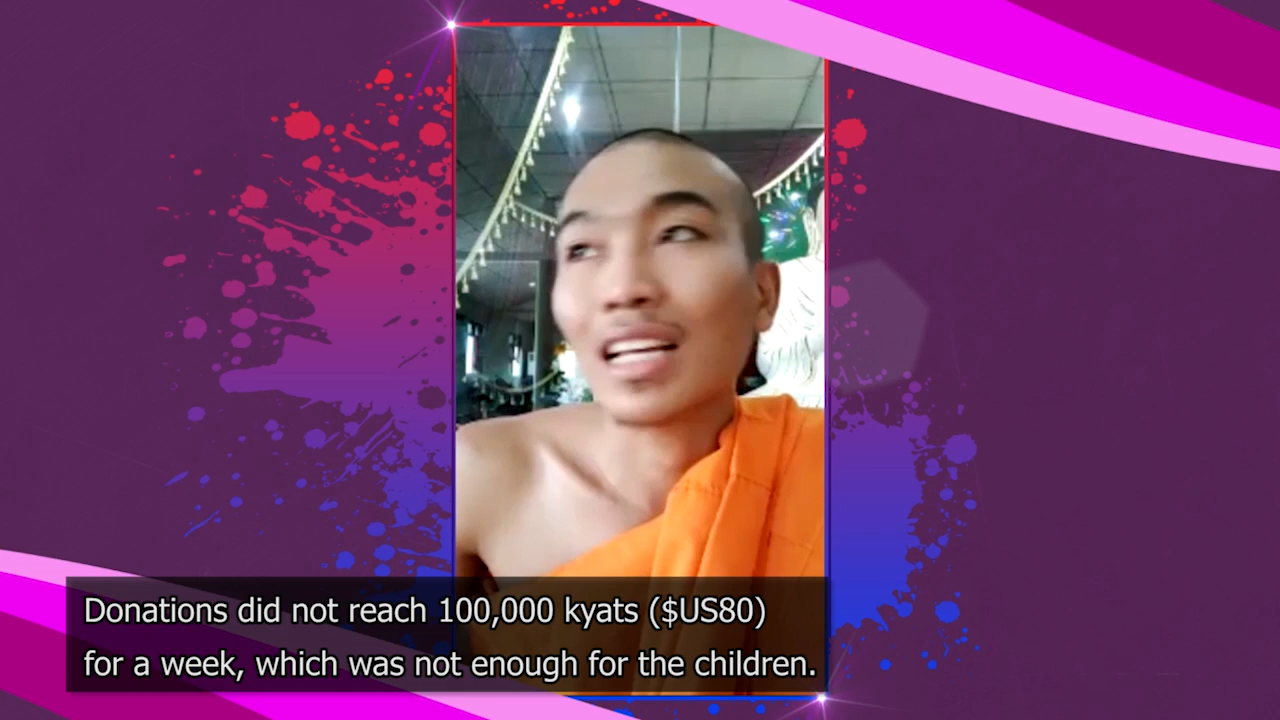 Donations did not reach 100,000 kyats ($US80)
for a week, which was not enough for the children.